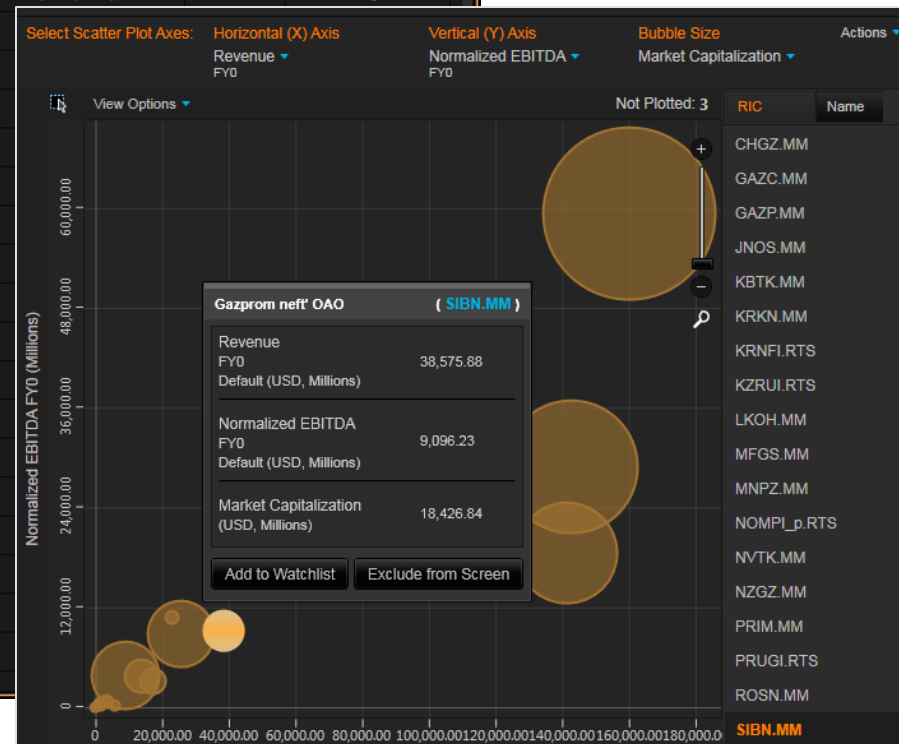 Select Scatter Plot Axes: Horizontal (X) Axis Vertical (Y) Axis Bubble Size Actions
Revenue Normalized EBITDA Market Capitalization
FY0 FY0
View Options Not Plotted: 3 RIC Name
CHGZ.MM
GAZC.MM
GAZP.MM
JNOS.MM
KBTK.MM
KRKN.MM
KRNFI.RTS
KZRUI.RTS
LKOH.MM
MFGS.MM
MNPZ.MM
NOMPI_p.RTS
NVTK.MM
NZGZ.MM
PRIM.MM
PRUGI.RTS
ROSN.MM
SIBN.MM
Normalized EBITDA FY0 (Millions)
60,000.00
48,000.00
36,000.00
24,000.00
12,000.00
0
Gazprom neft' OAO ( SIBN.MM )
Revenue
FY0 38,575.88
Default (USD, Millions)
Normalized EBITDA
FY0 9,096.23
Default (USD, Millions)
Market Capitalization 18,426.84
(USD, Millions)
Add to Watchlist Exclude from Screen
0 20,000.00 40,000.00 60,000.00 80,000.00 100,000.00 120,000.00 140,000.00 160,000.00 180,000.0